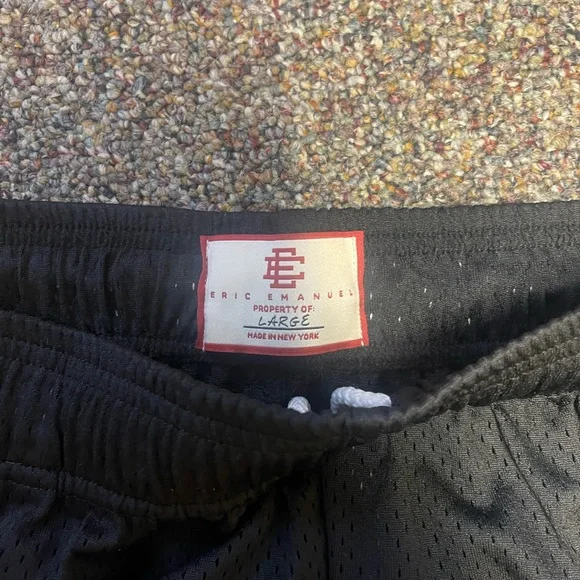 EE
ERIC EMANUEL
PROPERTY OF:
LARGE
MADE IN NEW YORK